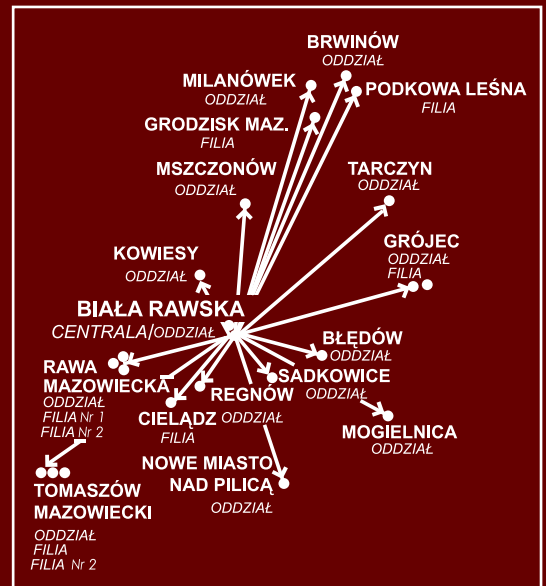 BRWINÓW
ODDZIAŁ
MILANÓWEK
ODDZIAŁ
PODKOWA LEŚNA
FILIA
GRODZISK MAZ.
FILIA
MSZCZONÓW
ODDZIAŁ
TARCZYN
ODDZIAŁ
GRÓJEC
ODDZIAŁ
FILIA
KOWIESY
ODDZIAŁ
BIAŁA RAWSKA
CENTRALA/ODDZIAŁ
BŁĘDÓW
ODDZIAŁ
RAWA
MAZOWIECKA
ODDZIAŁ
FILIA Nr 1
FILIA Nr 2
SADKOWICE
ODDZIAŁ
REGNÓW
ODDZIAŁ
CIELĄDZ
FILIA
MOGIELNICA
ODDZIAŁ
NOWE MIASTO
NAD PILICĄ
ODDZIAŁ
TOMASZÓW
MAZOWIECKI
ODDZIAŁ
FILIA
FILIA Nr 2